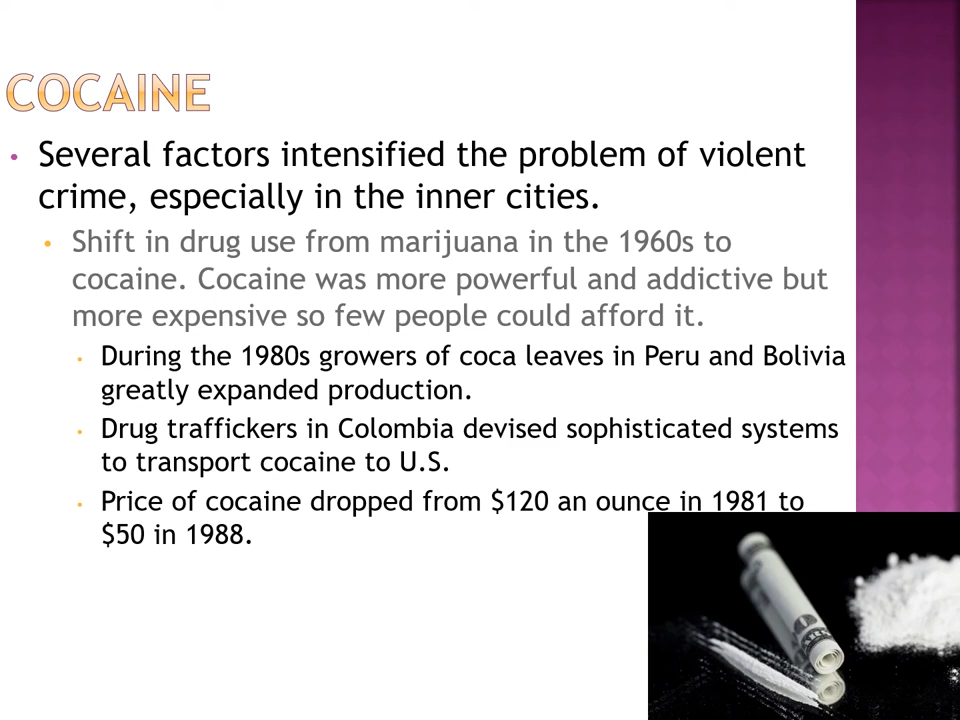 COCAINE
• Several factors intensified the problem of violent
crime, especially in the inner cities.
• Shift in drug use from marijuana in the 1960s to
cocaine. Cocaine was more powerful and addictive but
more expensive so few people could afford it.
• During the 1980s growers of coca leaves in Peru and Bolivia
greatly expanded production.
• Drug traffickers in Colombia devised sophisticated systems
to transport cocaine to U.S.
• Price of cocaine dropped from $120 an ounce in 1981 to
$50 in 1988.